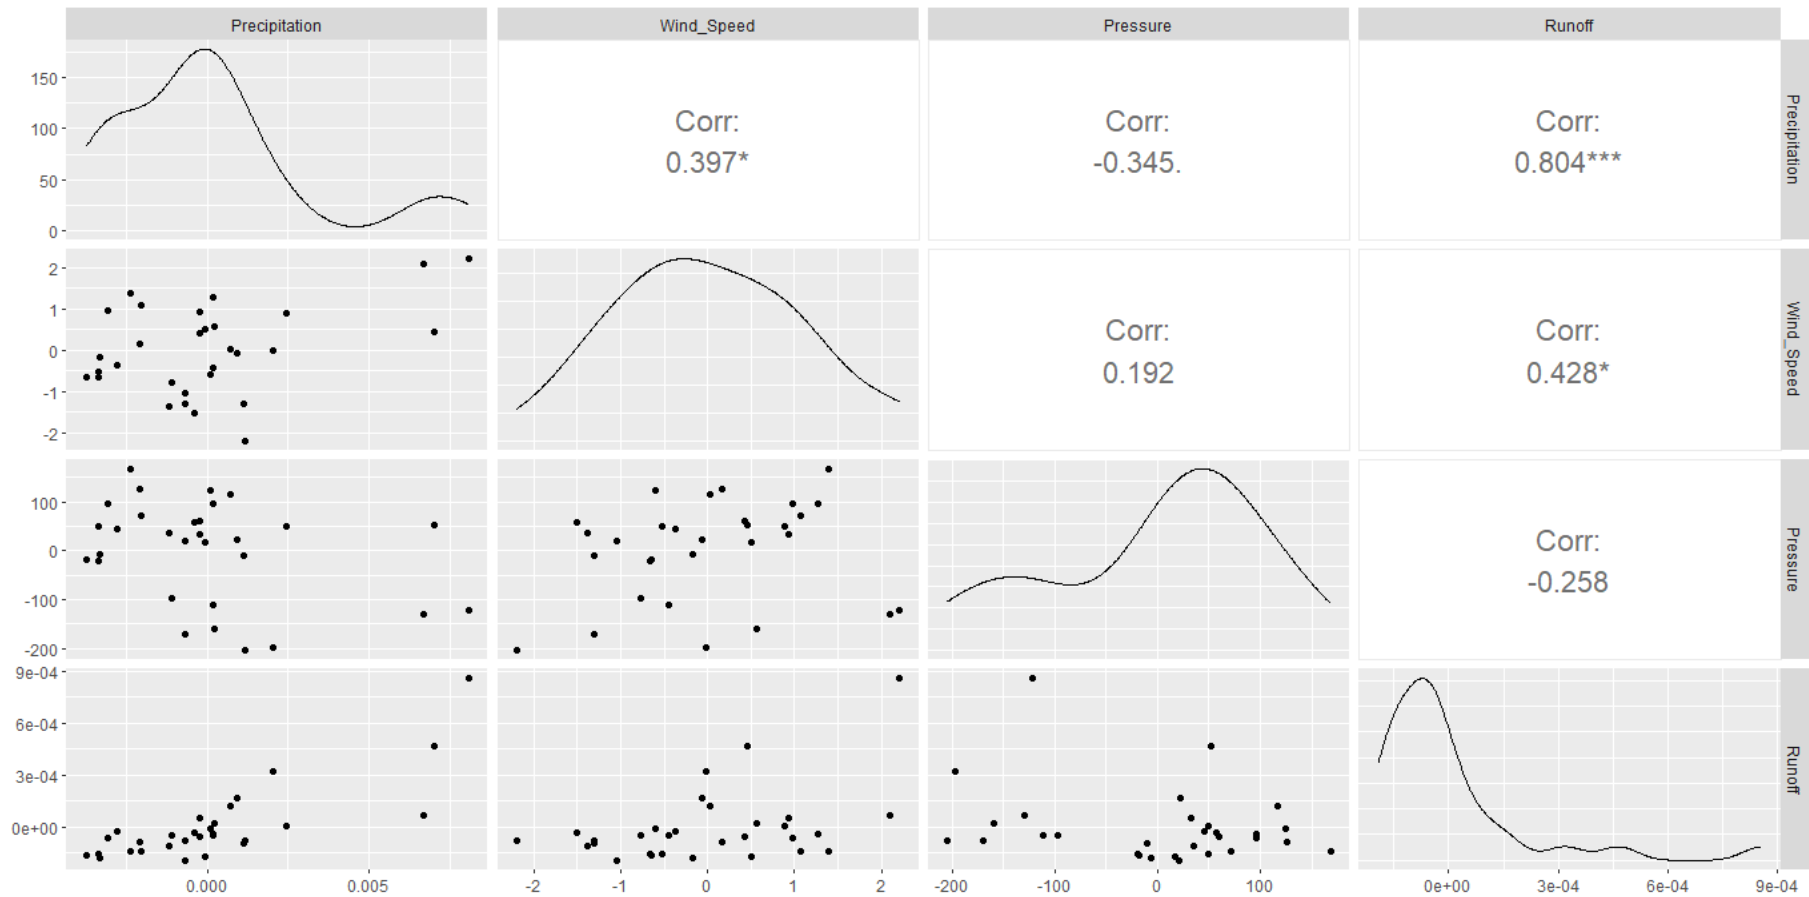 Precipitation
Wind_Speed
Pressure
Runoff
150
100
50
0
Corr:
0.397*
Corr:
-0.345.
Corr:
0.804***
Precipitation
2
1
0
-1
-2
Corr:
0.192
Corr:
0.428*
Wind_Speed
100
0
-100
-200
Corr:
-0.258
Pressure
9e-04
6e-04
3e-04
0e+00
Runoff
0.000
0.005
-2
-1
0
1
2
-200
-100
0
100
0e+00
3e-04
6e-04
9e-04